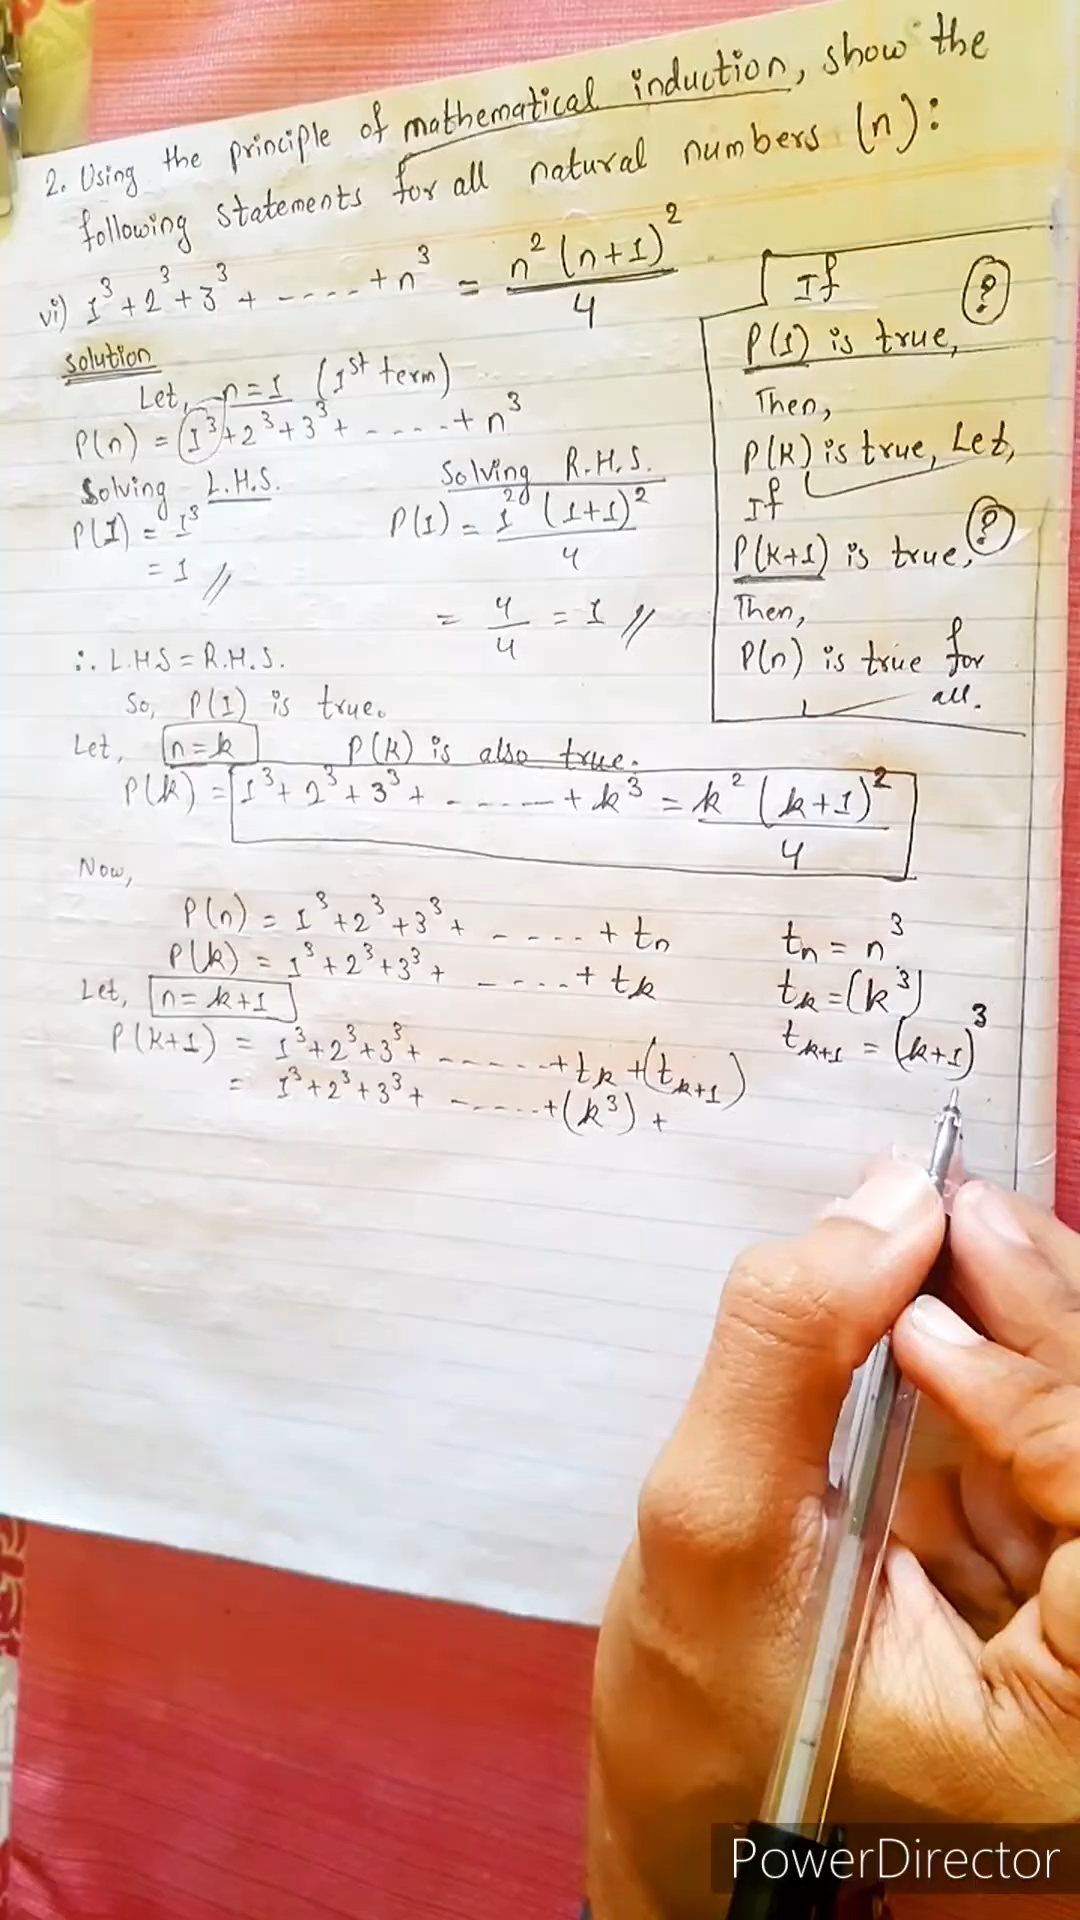 2. Using the principle of mathematical induction, show the
following statements for all natural numbers (n):
vi) 1³ + 2³ + 3³ + - - - - - + n³ = n²(n+1)²/4
solution
Let, n = 1 (1st term)
P(n) = 1³ + 2³ + 3³ + - - - - - + n³
Solving L.H.S.
P(1) = 1³
= 1 //
Solving R.H.S.
P(1) = 1²(1+1)²/4
= 4/4 = 1 //
∴ L.H.S = R.H.S.
So, P(1) is true.
If ?
P(1) is true,
Then,
P(k) is true, Let,
If
P(k+1) is true, ?
Then,
P(n) is true for
all.
Let, n = k P(k) is also true.
P(k) = 1³ + 2³ + 3³ + - - - - - + k³ = k²(k+1)²/4
Now,
P(n) = 1³ + 2³ + 3³ + - - - - - + tₙ
P(k) = 1³ + 2³ + 3³ + - - - - - + tₖ
Let, n = k+1
P(k+1) = 1³ + 2³ + 3³ + - - - - - + tₖ + (tₖ₊₁)
= 1³ + 2³ + 3³ + - - - - - + (k³) +
tₙ = n³
tₖ = (k³)
tₖ₊₁ = (k+1)³
PowerDirector